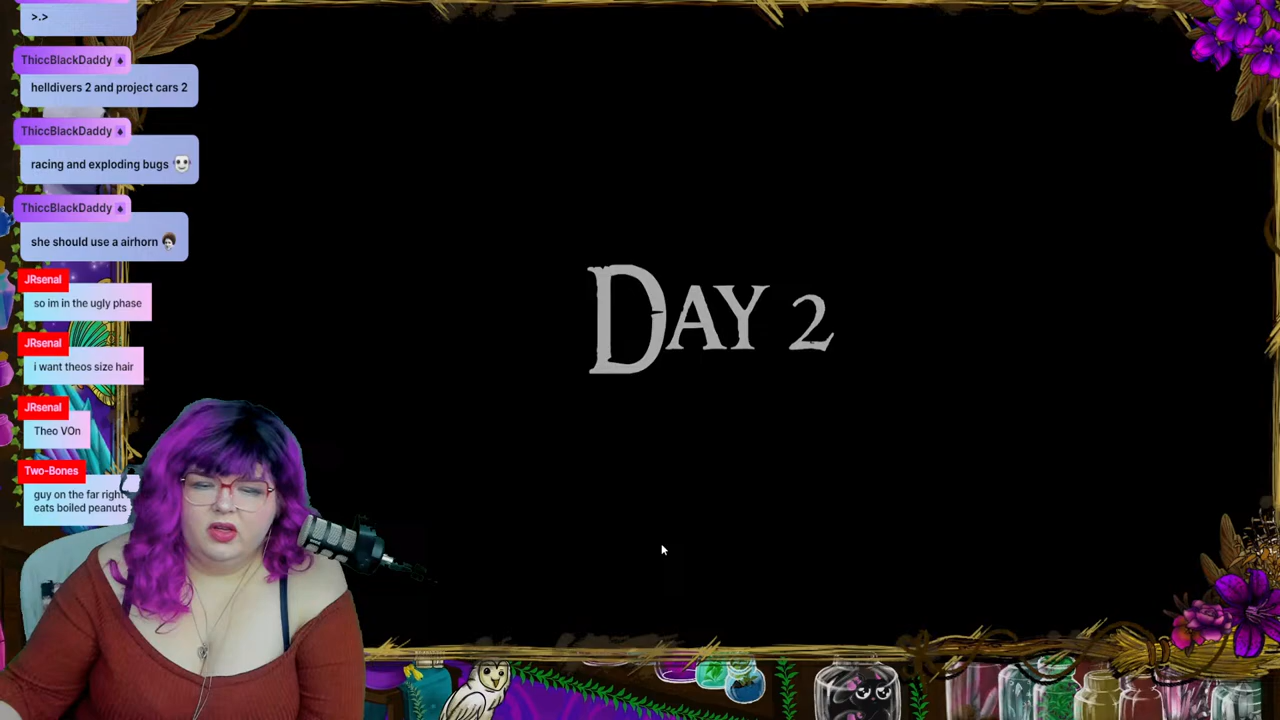 >.>
ThiccBlackDaddy
helldivers 2 and project cars 2
ThiccBlackDaddy
racing and exploding bugs
ThiccBlackDaddy
she should use a airhorn
JRsenal
so im in the ugly phase
JRsenal
i want theos size hair
JRsenal
Theo VOn
Two-Bones
guy on the far right
eats boiled peanuts
DAY 2